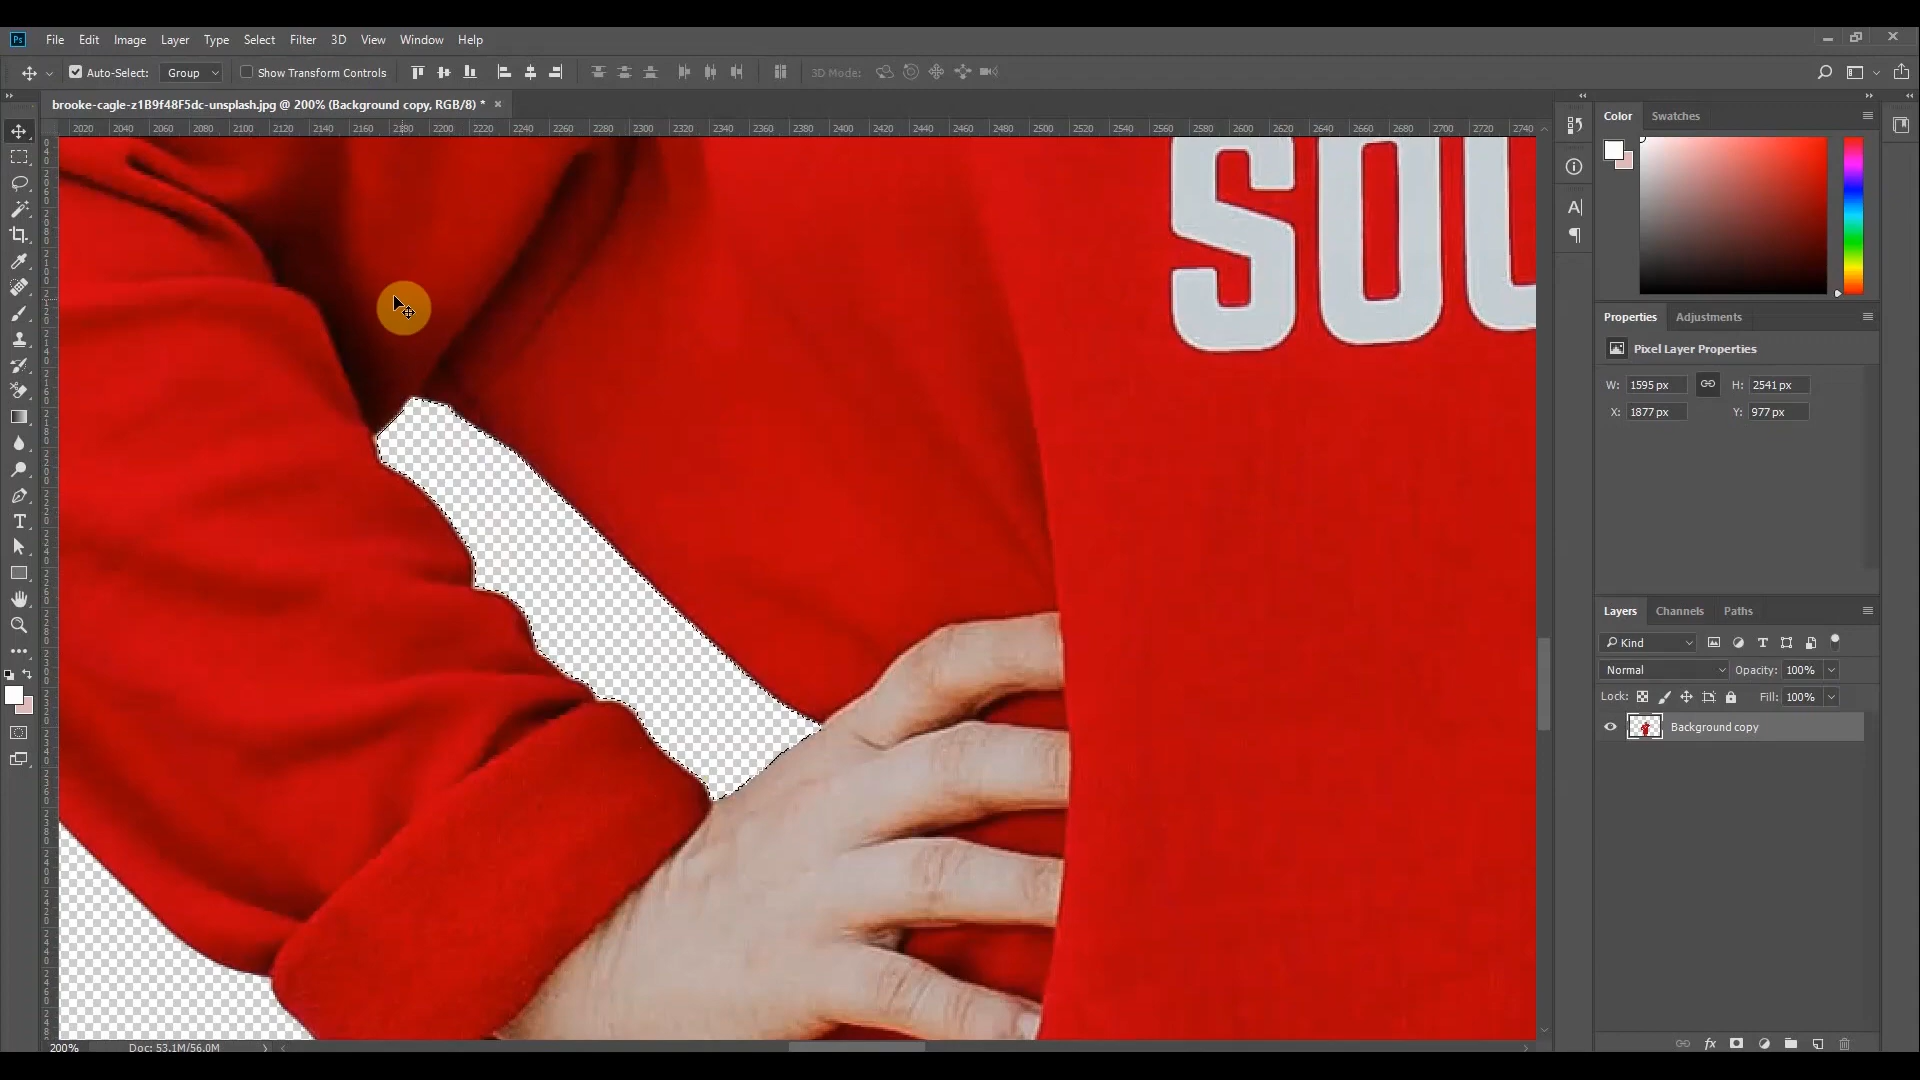 Ps File Edit Image Layer Type Select Filter 3D View Window Help
Auto-Select: Group Show Transform Controls 3D Mode:
brooke-cagle-z1B9f48F5dc-unsplash.jpg @ 200% (Background copy, RGB/8) * ×
2020 2040 2060 2080 2100 2120 2140 2160 2180 2200 2220 2240 2260 2280 2300 2320 2340 2360 2380 2400 2420 2440 2460 2480 2500 2520 2540 2560 2580 2600 2620 2640 2660 2680 2700 2720 2740
SOU
Color Swatches
Properties Adjustments
Pixel Layer Properties
W: 1595 px H: 2541 px
X: 1877 px Y: 977 px
Layers Channels Paths
Kind
Normal Opacity: 100%
Lock: Fill: 100%
Background copy
fx
200% Doc: 53.1M/56.0M